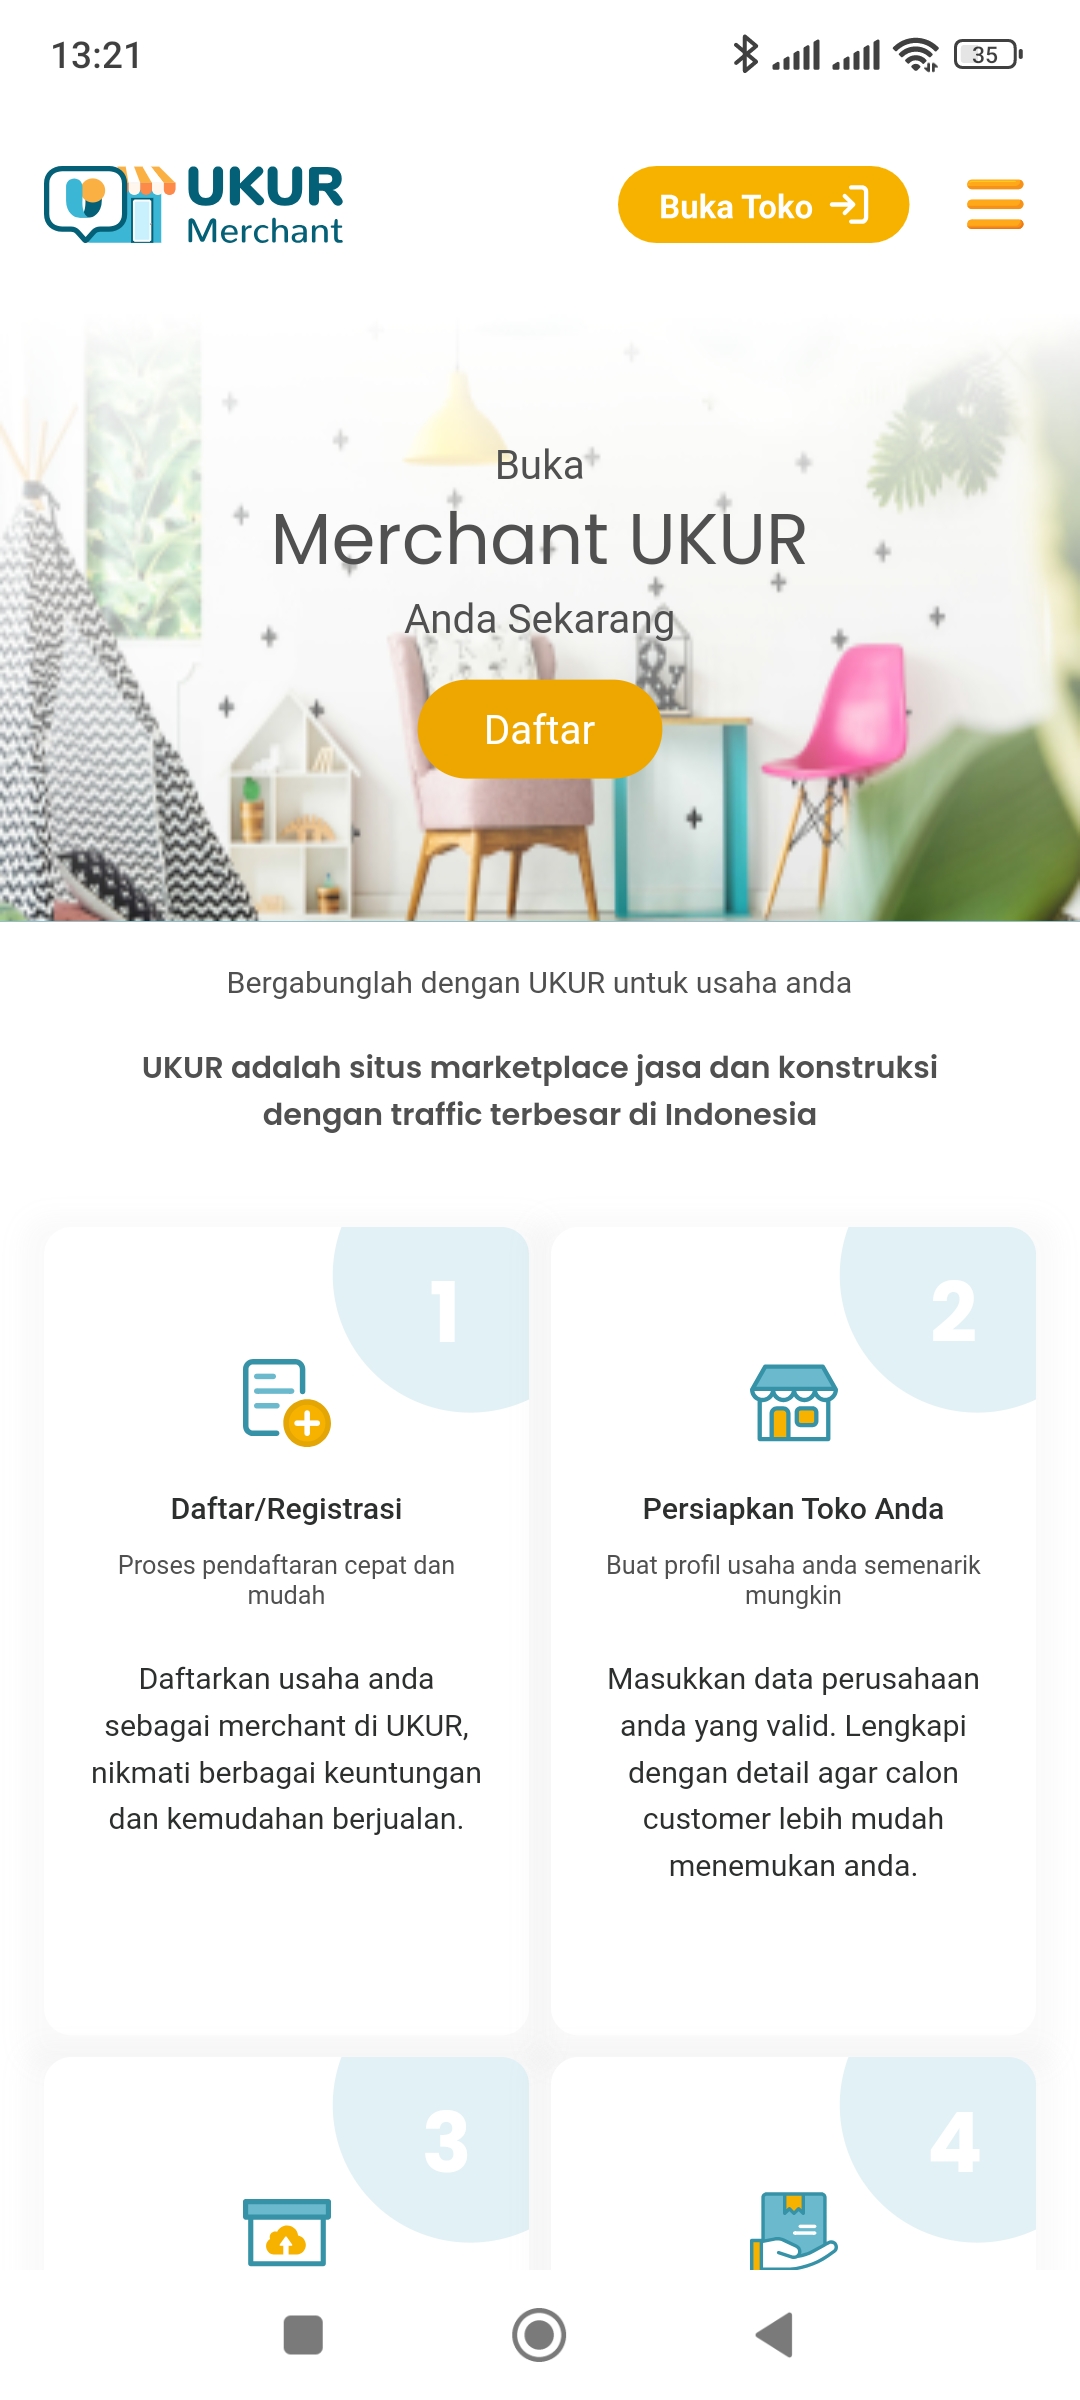 13:21
35
UKUR
Merchant
Buka Toko
Buka
Merchant UKUR
Anda Sekarang
Daftar
Bergabunglah dengan UKUR untuk usaha anda
UKUR adalah situs marketplace jasa dan konstruksi
dengan traffic terbesar di Indonesia
1
Daftar/Registrasi
Proses pendaftaran cepat dan
mudah
Daftarkan usaha anda
sebagai merchant di UKUR,
nikmati berbagai keuntungan
dan kemudahan berjualan.
2
Persiapkan Toko Anda
Buat profil usaha anda semenarik
mungkin
Masukkan data perusahaan
anda yang valid. Lengkapi
dengan detail agar calon
customer lebih mudah
menemukan anda.
3
4